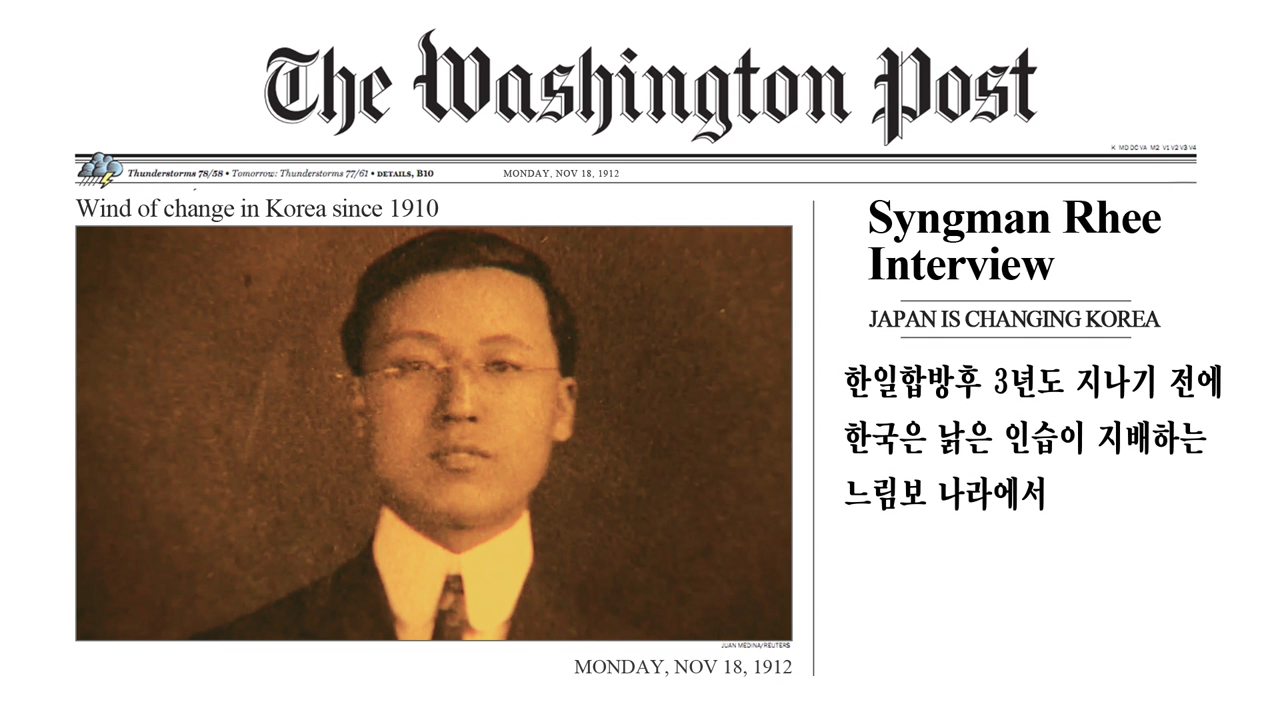 The Washington Post
K MD DC VA M2 V1 V2 V3 V4
Thunderstorms 78/58 • Tomorrow: Thunderstorms 77/61 • DETAILS, B10
MONDAY, NOV 18, 1912
Wind of change in Korea since 1910
JUAN MEDINA/REUTERS
MONDAY, NOV 18, 1912
Syngman Rhee
Interview
JAPAN IS CHANGING KOREA
한일합방후 3년도 지나기 전에
한국은 낡은 인습이 지배하는
느림보 나라에서